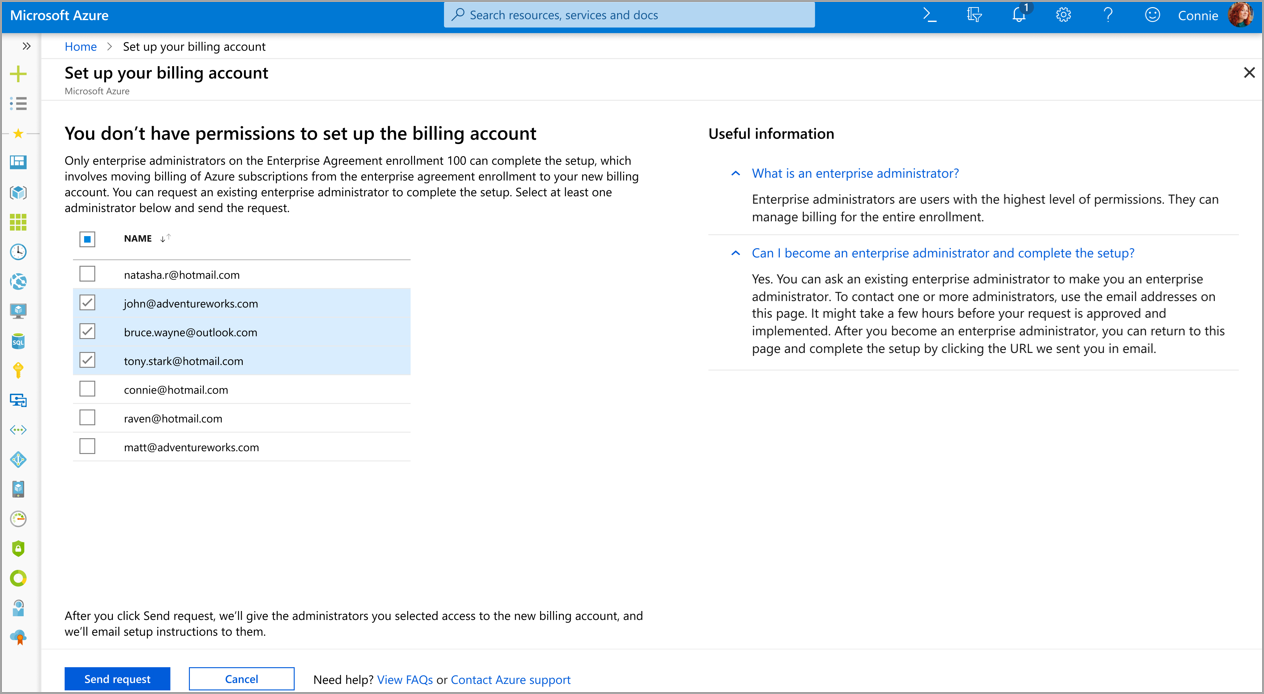 Microsoft Azure
Search resources, services and docs
1
Connie
Home > Set up your billing account
Set up your billing account
Microsoft Azure
You don't have permissions to set up the billing account
Only enterprise administrators on the Enterprise Agreement enrollment 100 can complete the setup, which
involves moving billing of Azure subscriptions from the enterprise agreement enrollment to your new billing
account. You can request an existing enterprise administrator to complete the setup. Select at least one
administrator below and send the request.
NAME
natasha.r@hotmail.com
john@adventureworks.com
bruce.wayne@outlook.com
tony.stark@hotmail.com
connie@hotmail.com
raven@hotmail.com
matt@adventureworks.com
After you click Send request, we'll give the administrators you selected access to the new billing account, and
we'll email setup instructions to them.
Send request
Cancel
Need help? View FAQs or Contact Azure support
Useful information
What is an enterprise administrator?
Enterprise administrators are users with the highest level of permissions. They can
manage billing for the entire enrollment.
Can I become an enterprise administrator and complete the setup?
Yes. You can ask an existing enterprise administrator to make you an enterprise
administrator. To contact one or more administrators, use the email addresses on
this page. It might take a few hours before your request is approved and
implemented. After you become an enterprise administrator, you can return to this
page and complete the setup by clicking the URL we sent you in email.
SQL